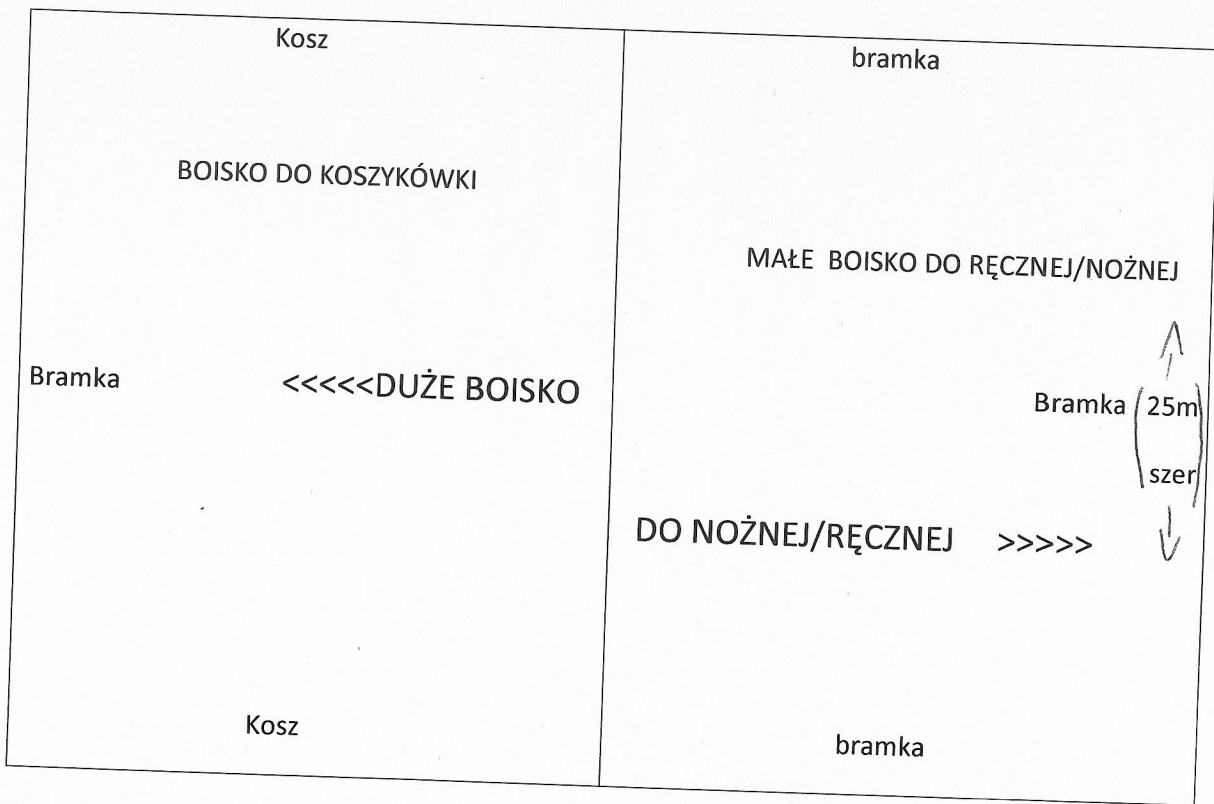 Kosz
bramka
BOISKO DO KOSZYKÓWKI
MAŁE BOISKO DO RĘCZNEJ/NOŻNEJ
Bramka
<<<<<DUŻE BOISKO
Bramka (25m
szer)
DO NOŻNEJ/RĘCZNEJ >>>>>
Kosz
bramka